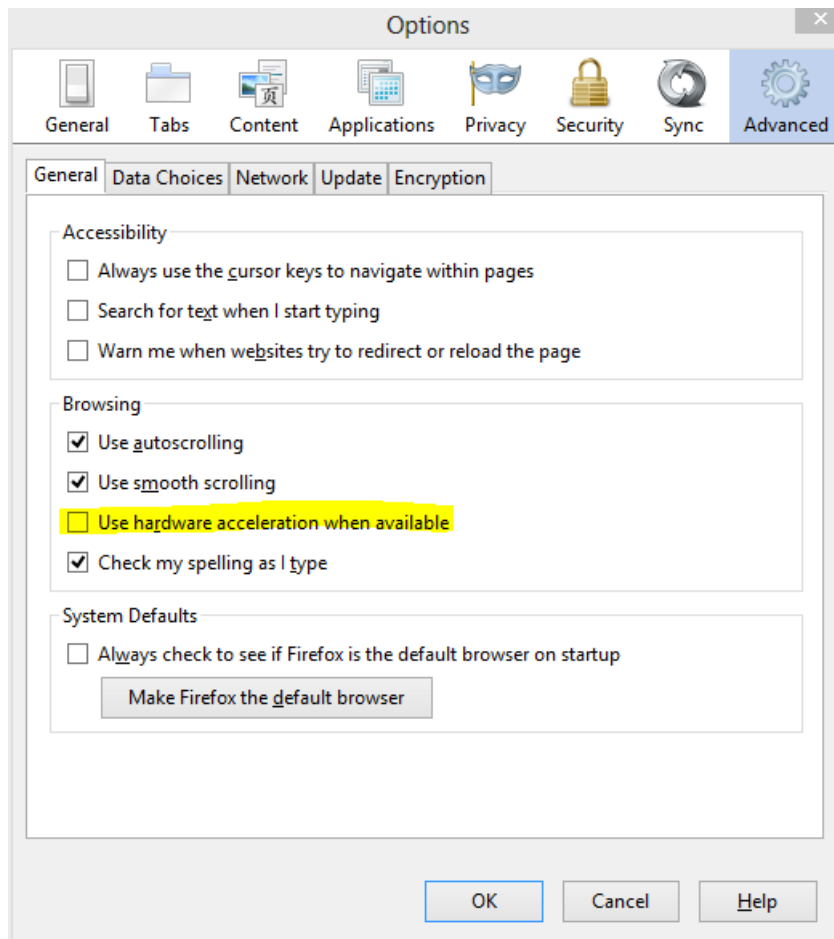 Options
General Tabs Content Applications Privacy Security Sync Advanced
页
General Data Choices Network Update Encryption
Accessibility
Always use the cursor keys to navigate within pages
Search for text when I start typing
Warn me when websites try to redirect or reload the page
Browsing
Use autoscrolling
Use smooth scrolling
Use hardware acceleration when available
Check my spelling as I type
System Defaults
Always check to see if Firefox is the default browser on startup
Make Firefox the default browser
OK Cancel Help